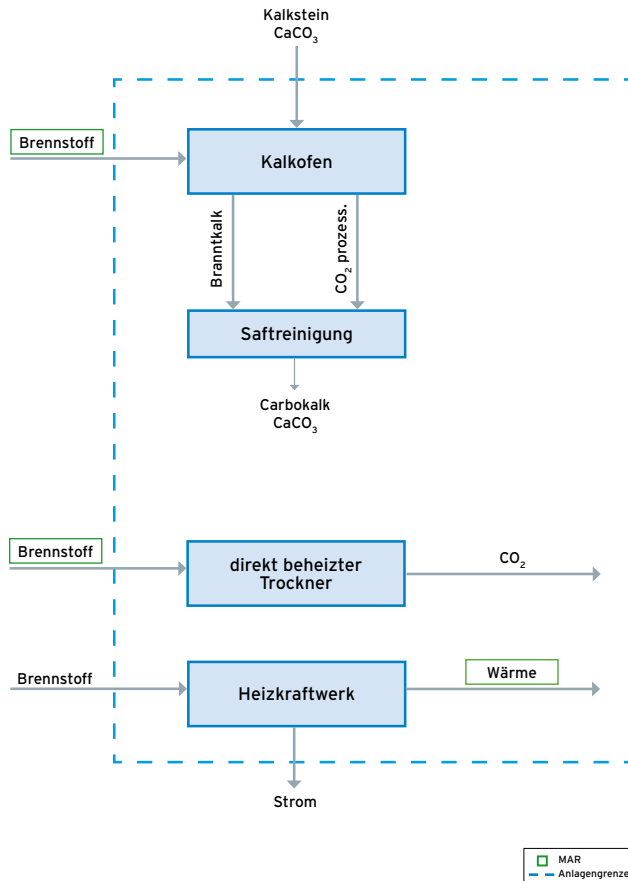 Kalkstein
CaCO₃
Brennstoff
Kalkofen
Branntkalk
CO₂ prozess.
Saftreinigung
Carbokalk
CaCO₃
Brennstoff
direkt beheizter
Trockner
CO₂
Brennstoff
Heizkraftwerk
Wärme
Strom
MAR
Anlagengrenze